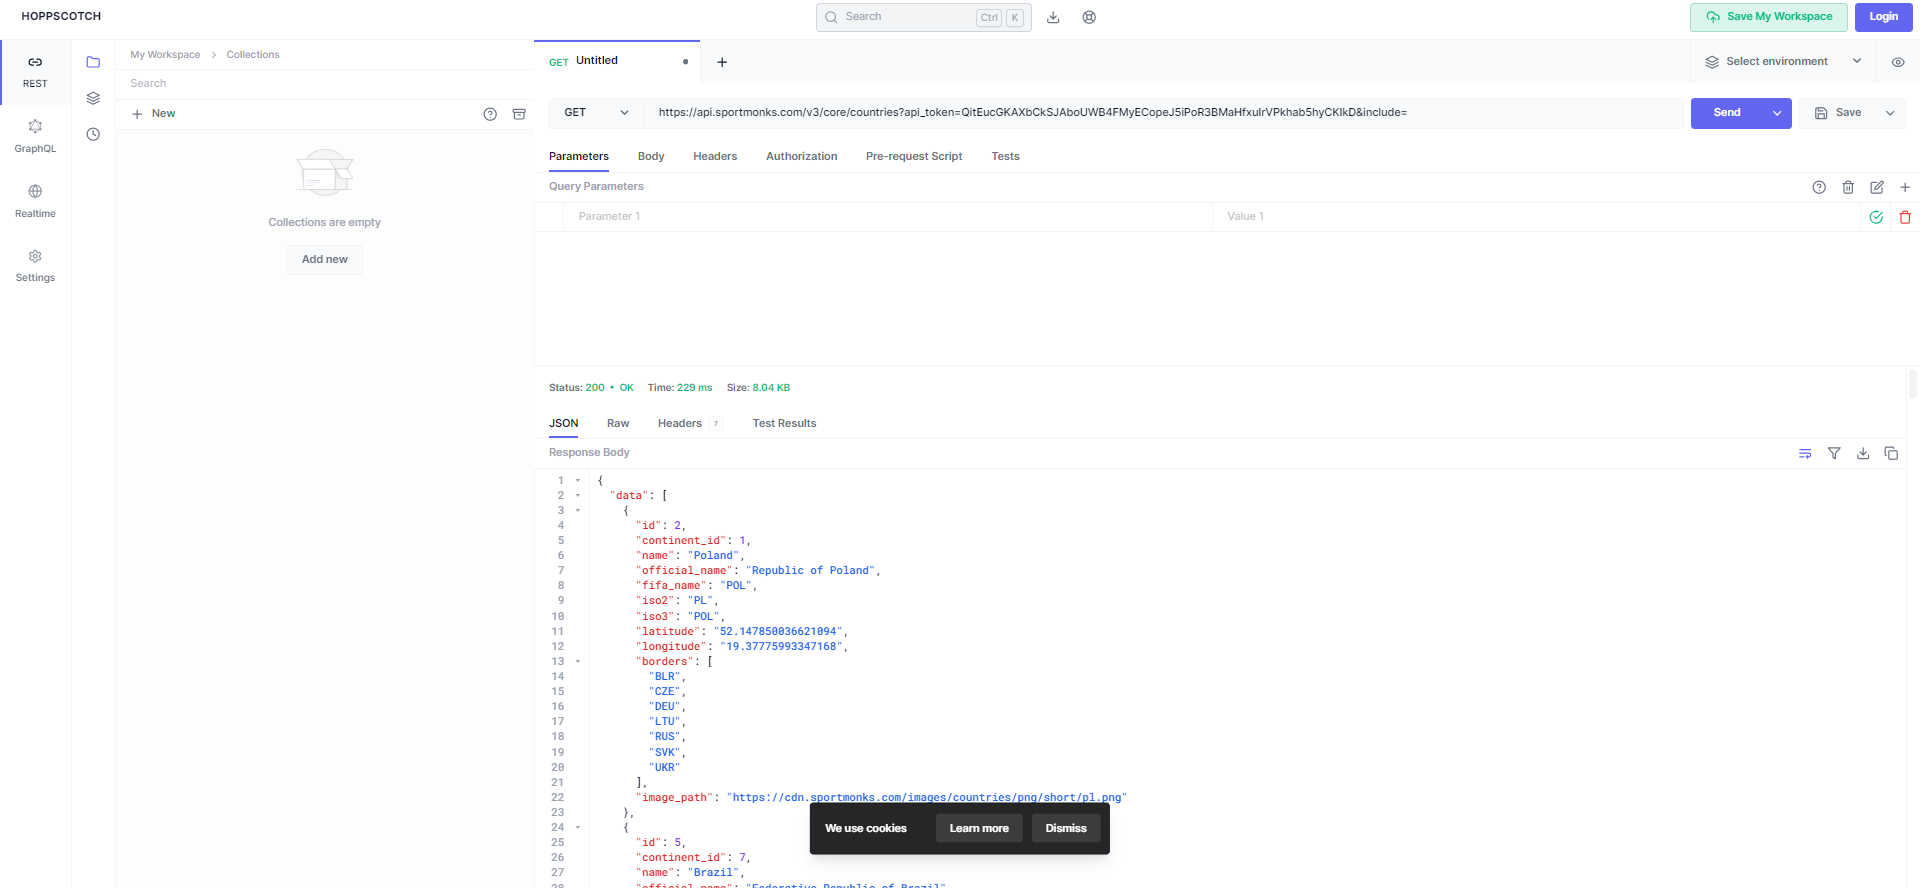 HOPPSCOTCH
Search
Ctrl K
Save My Workspace
Login
REST
GraphQL
Realtime
Settings
My Workspace > Collections
Search
New
Collections are empty
Add new
GET Untitled
Select environment
GET
https://api.sportmonks.com/v3/core/countries?api_token=QitEucGKAXbCkSJAboUWB4FMyECopeJ5iPoR3BMaHfxuIrVPkhab5hyCKIkD&include=
Send
Save
Parameters
Body
Headers
Authorization
Pre-request Script
Tests
Query Parameters
Parameter 1
Value 1
Status: 200 • OK
Time: 229 ms
Size: 8.04 KB
JSON
Raw
Headers 7
Test Results
Response Body
1 {
2 "data": [
3 {
4 "id": 2,
5 "continent_id": 1,
6 "name": "Poland",
7 "official_name": "Republic of Poland",
8 "fifa_name": "POL",
9 "iso2": "PL",
10 "iso3": "POL",
11 "latitude": "52.147850036621094",
12 "longitude": "19.37775993347168",
13 "borders": [
14 "BLR",
15 "CZE",
16 "DEU",
17 "LTU",
18 "RUS",
19 "SVK",
20 "UKR"
21 ],
22 "image_path": "https://cdn.sportmonks.com/images/countries/png/short/pl.png"
23 },
24 {
25 "id": 5,
26 "continent_id": 7,
27 "name": "Brazil",
28 "official_name": "Federative Republic of Brazil"
We use cookies
Learn more
Dismiss